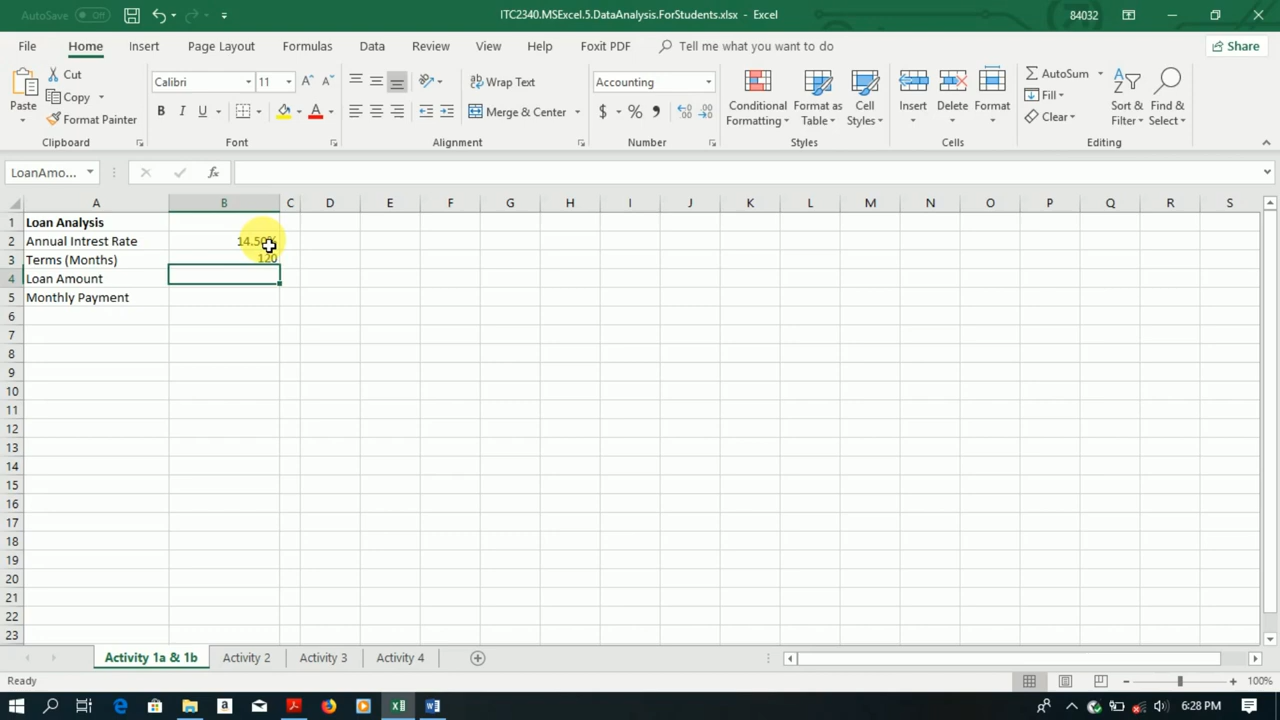 AutoSave Off ITC2340.MSExcel.5.DataAnalysis.ForStudents.xlsx - Excel 84032
File Home Insert Page Layout Formulas Data Review View Help Foxit PDF Tell me what you want to do Share
Paste Cut Copy Format Painter
Calibri 11 B I U A
Wrap Text Merge & Center
Accounting $ % ,
Conditional Formatting Format as Table Cell Styles
Insert Delete Format
AutoSum Fill Clear Sort & Filter Find & Select
Clipboard Font Alignment Number Styles Cells Editing
LoanAmo... fx
A B C D E F G H I J K L M N O P Q R S
1 Loan Analysis
2 Annual Intrest Rate 14.50%
3 Terms (Months) 120
4 Loan Amount
5 Monthly Payment
6
7
8
9
10
11
12
13
14
15
16
17
18
19
20
21
22
23
Activity 1a & 1b Activity 2 Activity 3 Activity 4
Ready 100%
6:28 PM